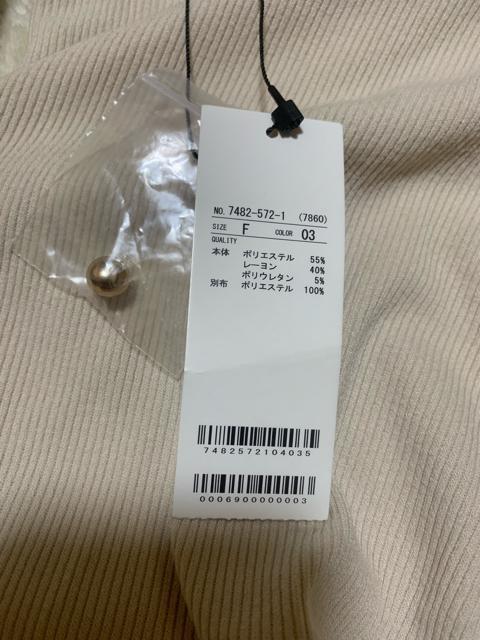 NO. 7482-572-1 (7860)
SIZE F COLOR 03
QUALITY
本体 ポリエステル 55%
レーヨン 40%
ポリウレタン 5%
別布 ポリエステル 100%
7482572104035
0006900000003